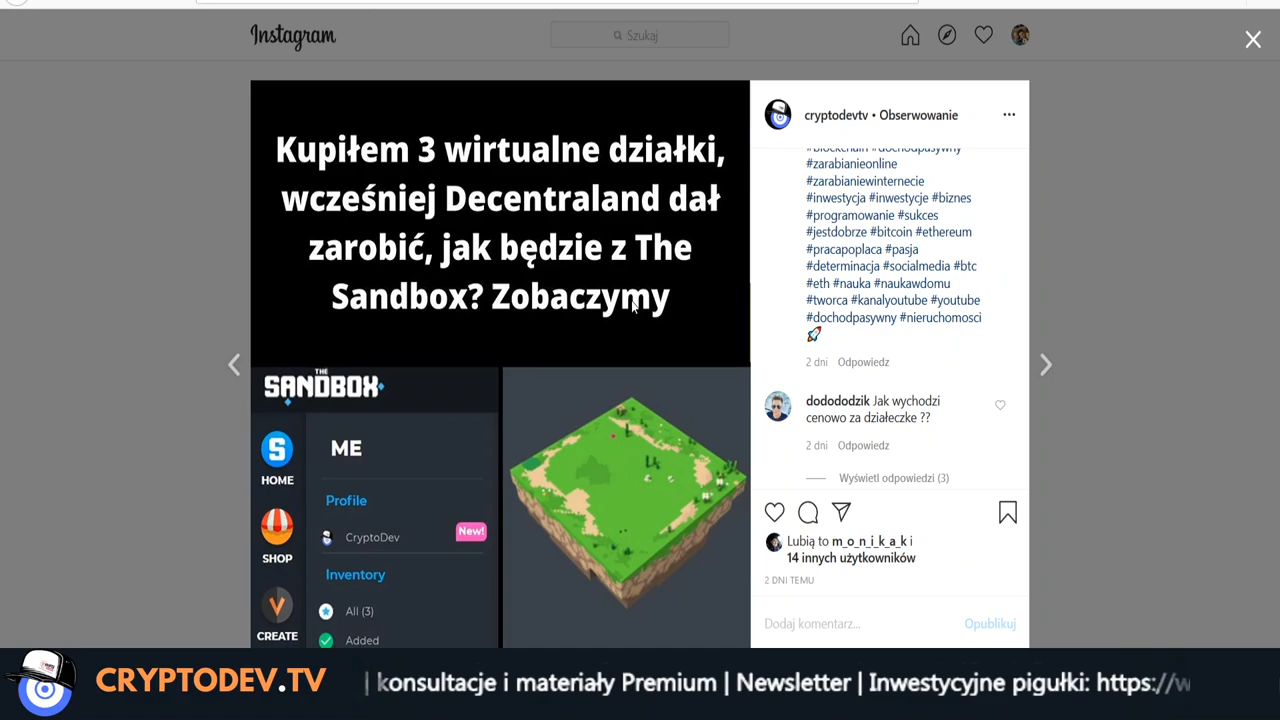 Instagram
Szukaj
Kupiłem 3 wirtualne działki,
wcześniej Decentraland dał
zarobić, jak będzie z The
Sandbox? Zobaczymy
THE
SANDBOX
HOME
SHOP
CREATE
ME
Profile
CryptoDev
New!
Inventory
All (3)
Added
cryptodevtv • Obserwowanie
#blockchain #dochodpasywny
#zarabianieonline
#zarabianiewinternecie
#inwestycja #inwestycje #biznes
#programowanie #sukces
#jestdobrze #bitcoin #ethereum
#pracapoplaca #pasja
#determinacja #socialmedia #btc
#eth #nauka #naukawdomu
#tworca #kanalyoutube #youtube
#dochodpasywny #nieruchomosci
2 dni Odpowiedz
dodododzik Jak wychodzi
cenowo za działeczke ??
2 dni Odpowiedz
Wyświetl odpowiedzi (3)
Lubią to m_o_n_i_k_a_k i
14 innych użytkowników
2 DNI TEMU
Dodaj komentarz... Opublikuj
CRYPTODEV.TV
| konsultacje i materiały Premium | Newsletter | Inwestycyjne pigułki: https://w